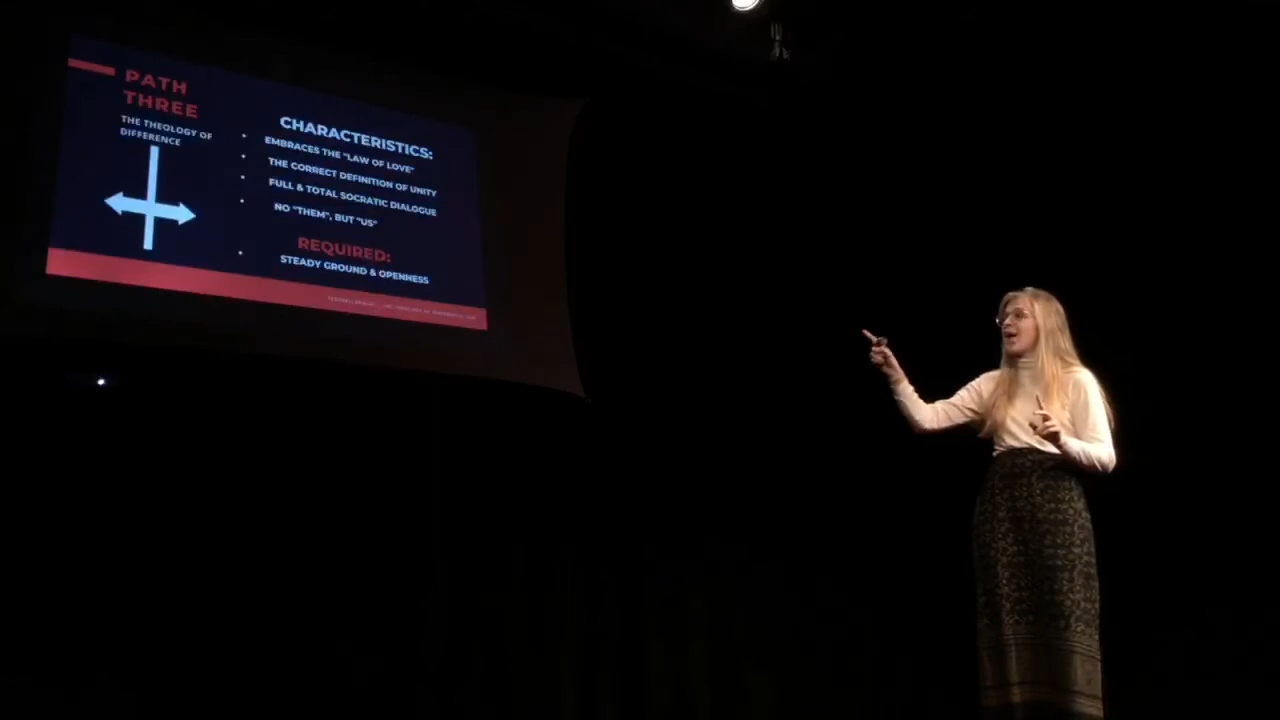 PATH
THREE
THE THEOLOGY OF
DIFFERENCE
CHARACTERISTICS:
EMBRACES THE "LAW OF LOVE"
THE CORRECT DEFINITION OF UNITY
FULL & TOTAL SOCRATIC DIALOGUE
NO "THEM", BUT "US"
REQUIRED:
STEADY GROUND & OPENNESS